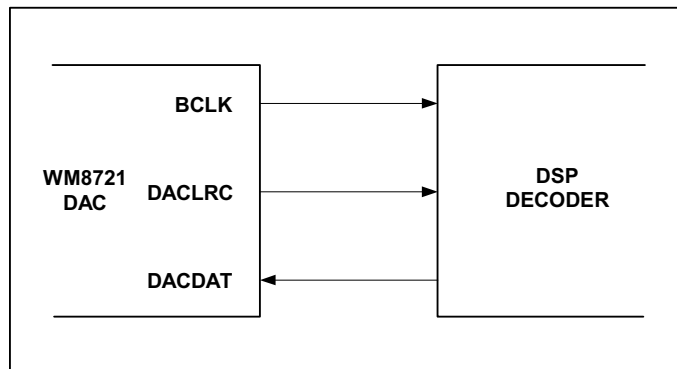 BCLK
WM8721
DAC
DACLRC
DACDAT
DSP
DECODER